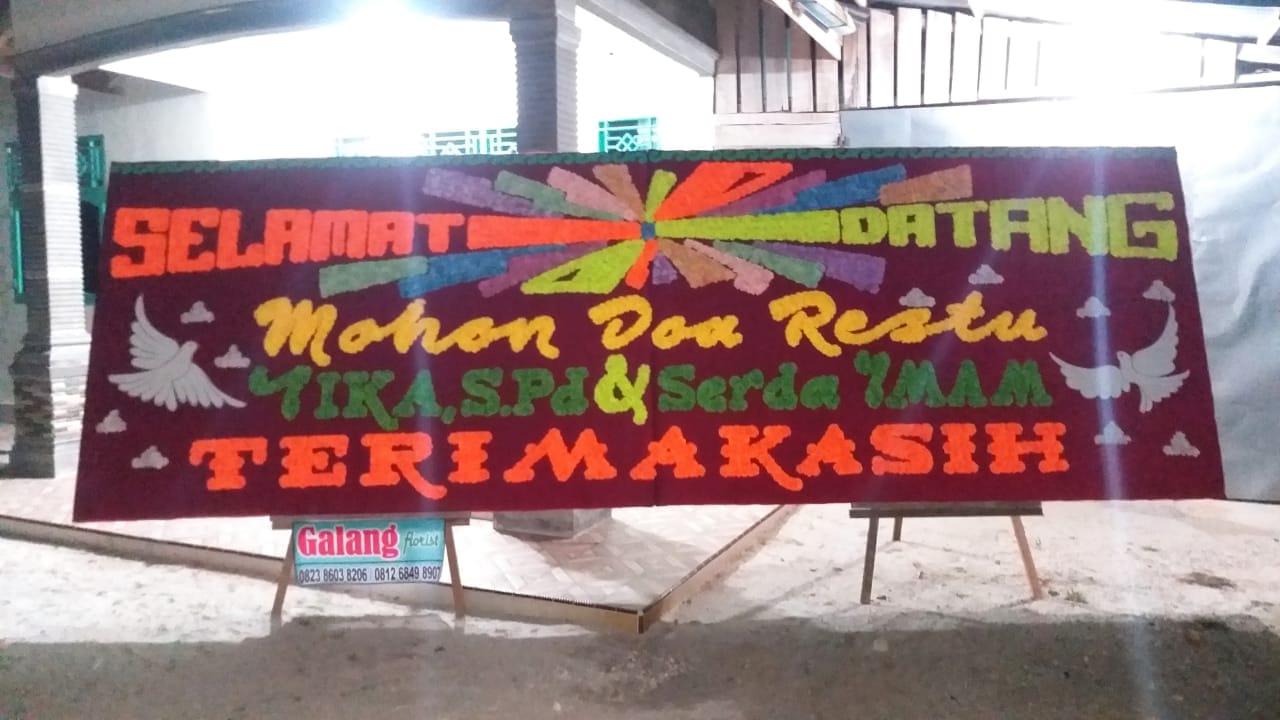 SELAMAT DATANG
Mohon Doa Restu
YIKA, S.Pd & Serda IMAM
TERIMAKASIH
Galang florist
0823 8603 8206 0812 6849 8907